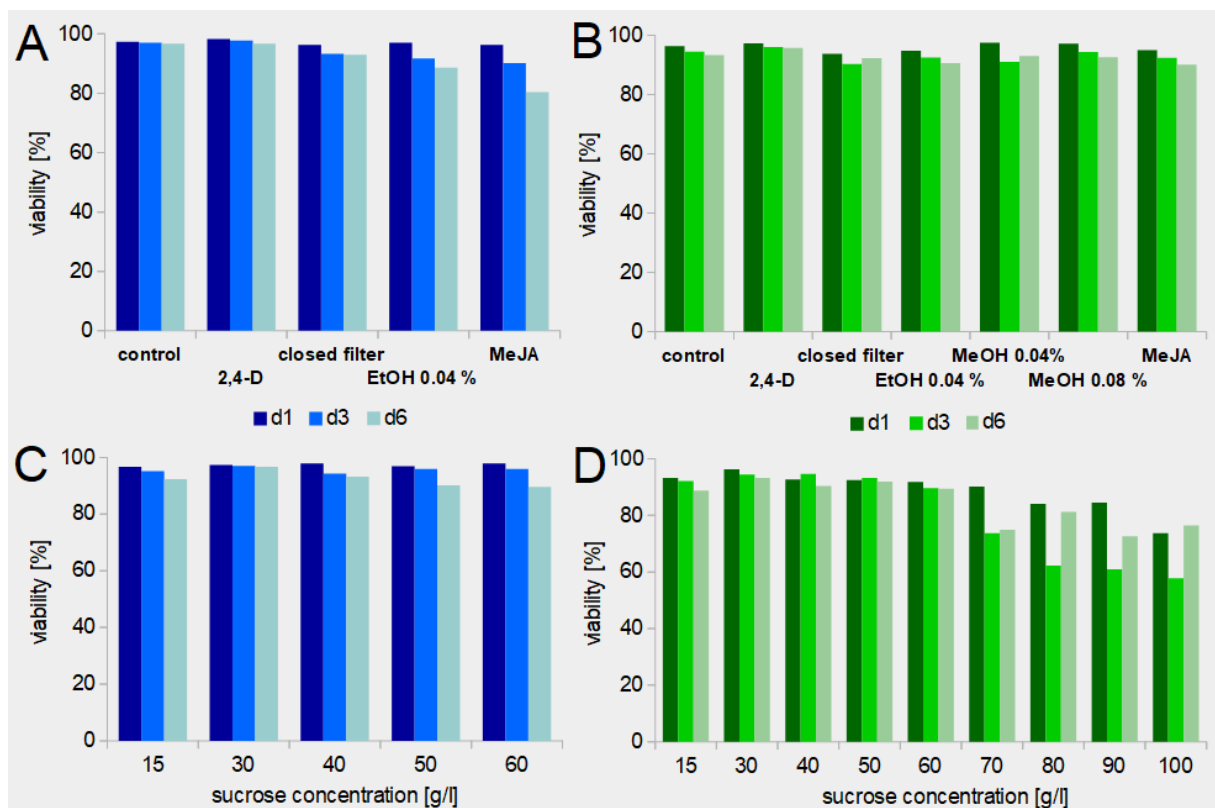 A
viability [%]
100
80
60
40
20
0
control
closed filter
MeJA
2,4-D
EtOH 0.04 %
d1 d3 d6
B
viability [%]
100
80
60
40
20
0
control
closed filter
MeOH 0.04%
MeJA
2,4-D
EtOH 0.04 %
MeOH 0.08 %
d1 d3 d6
C
viability [%]
100
80
60
40
20
0
15 30 40 50 60
sucrose concentration [g/l]
D
viability [%]
100
80
60
40
20
0
15 30 40 50 60 70 80 90 100
sucrose concentration [g/l]